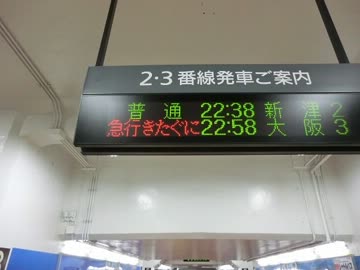 2・3番線発車ご案内
普通 22:38 新津 2
急行きたぐに 22:58 大阪 3